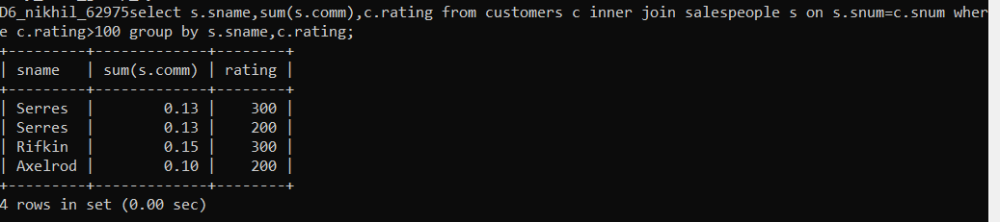 D6_nikhil_62975select s.sname,sum(s.comm),c.rating from customers c inner join salespeople s on s.snum=c.snum wher
e c.rating>100 group by s.sname,c.rating;
+---------+-------------+--------+
| sname   | sum(s.comm) | rating |
+---------+-------------+--------+
| Serres  |        0.13 |    300 |
| Serres  |        0.13 |    200 |
| Rifkin  |        0.15 |    300 |
| Axelrod |        0.10 |    200 |
+---------+-------------+--------+
4 rows in set (0.00 sec)